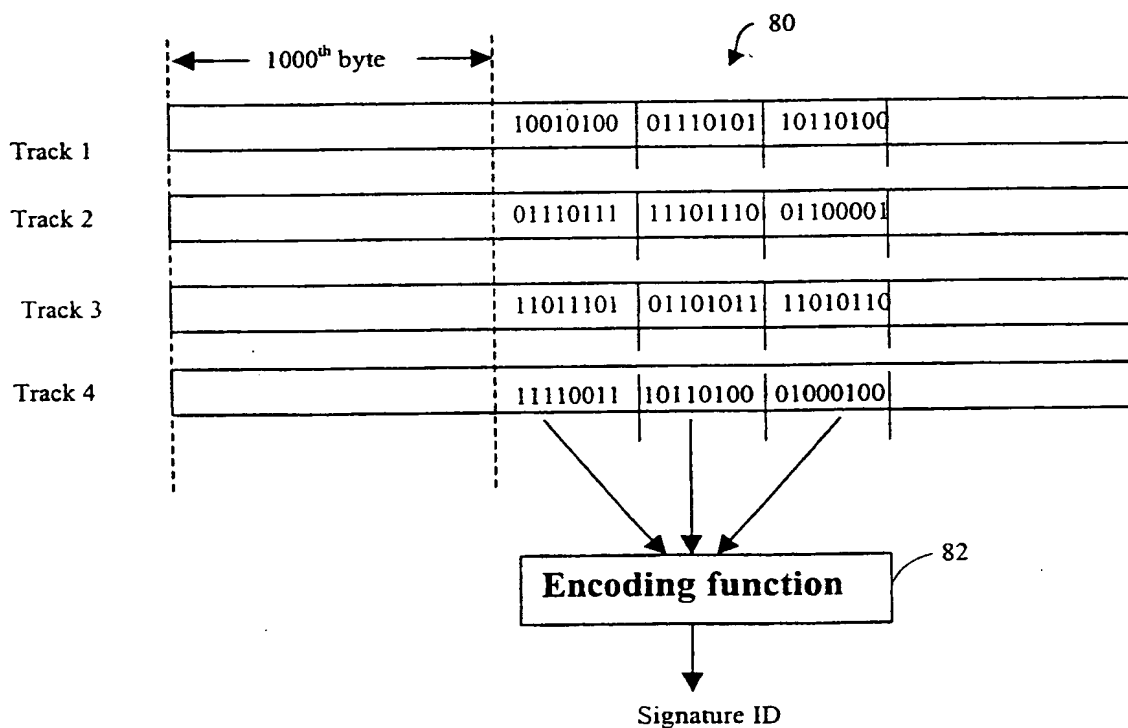 80
1000th byte
Track 1 10010100 01110101 10110100
Track 2 01110111 11101110 01100001
Track 3 11011101 01101011 11010110
Track 4 11110011 10110100 01000100
Encoding function 82
Signature ID